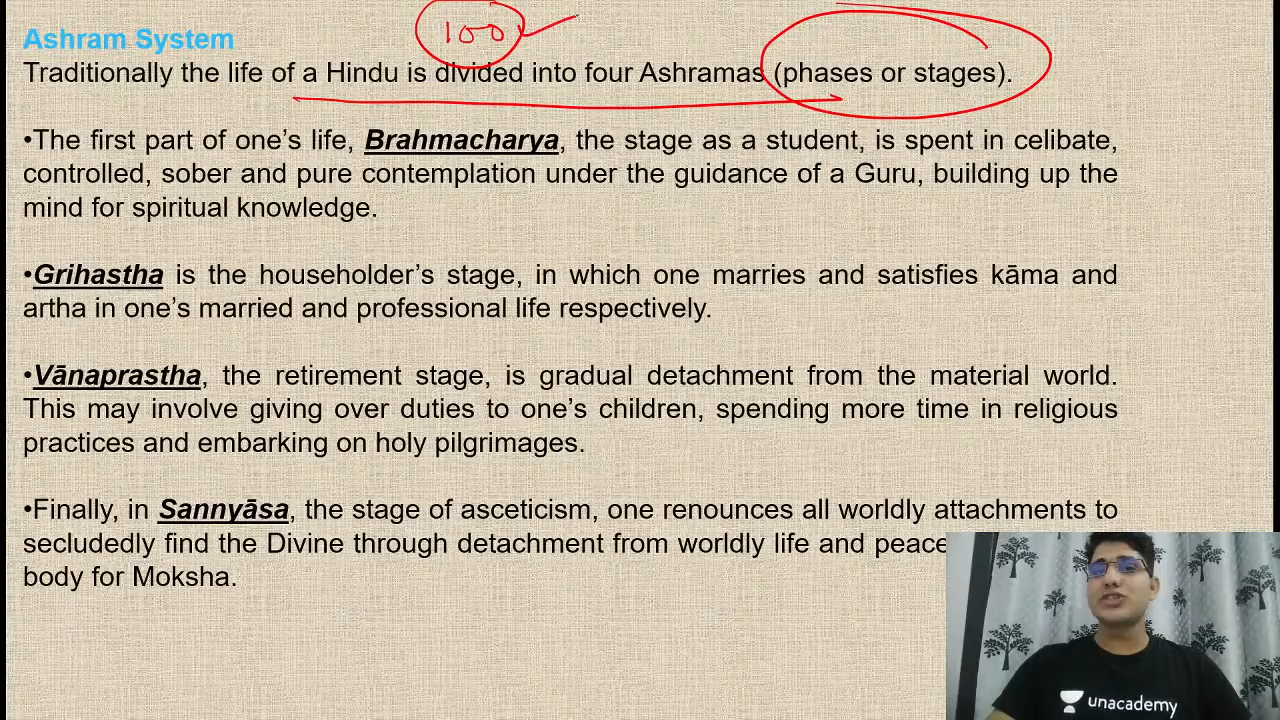 100
Ashram System
Traditionally the life of a Hindu is divided into four Ashramas (phases or stages).
•The first part of one’s life, Brahmacharya, the stage as a student, is spent in celibate,
controlled, sober and pure contemplation under the guidance of a Guru, building up the
mind for spiritual knowledge.
•Grihastha is the householder’s stage, in which one marries and satisfies kāma and
artha in one’s married and professional life respectively.
•Vānaprastha, the retirement stage, is gradual detachment from the material world.
This may involve giving over duties to one’s children, spending more time in religious
practices and embarking on holy pilgrimages.
•Finally, in Sannyāsa, the stage of asceticism, one renounces all worldly attachments to
secludedly find the Divine through detachment from worldly life and peace
body for Moksha.
unacademy